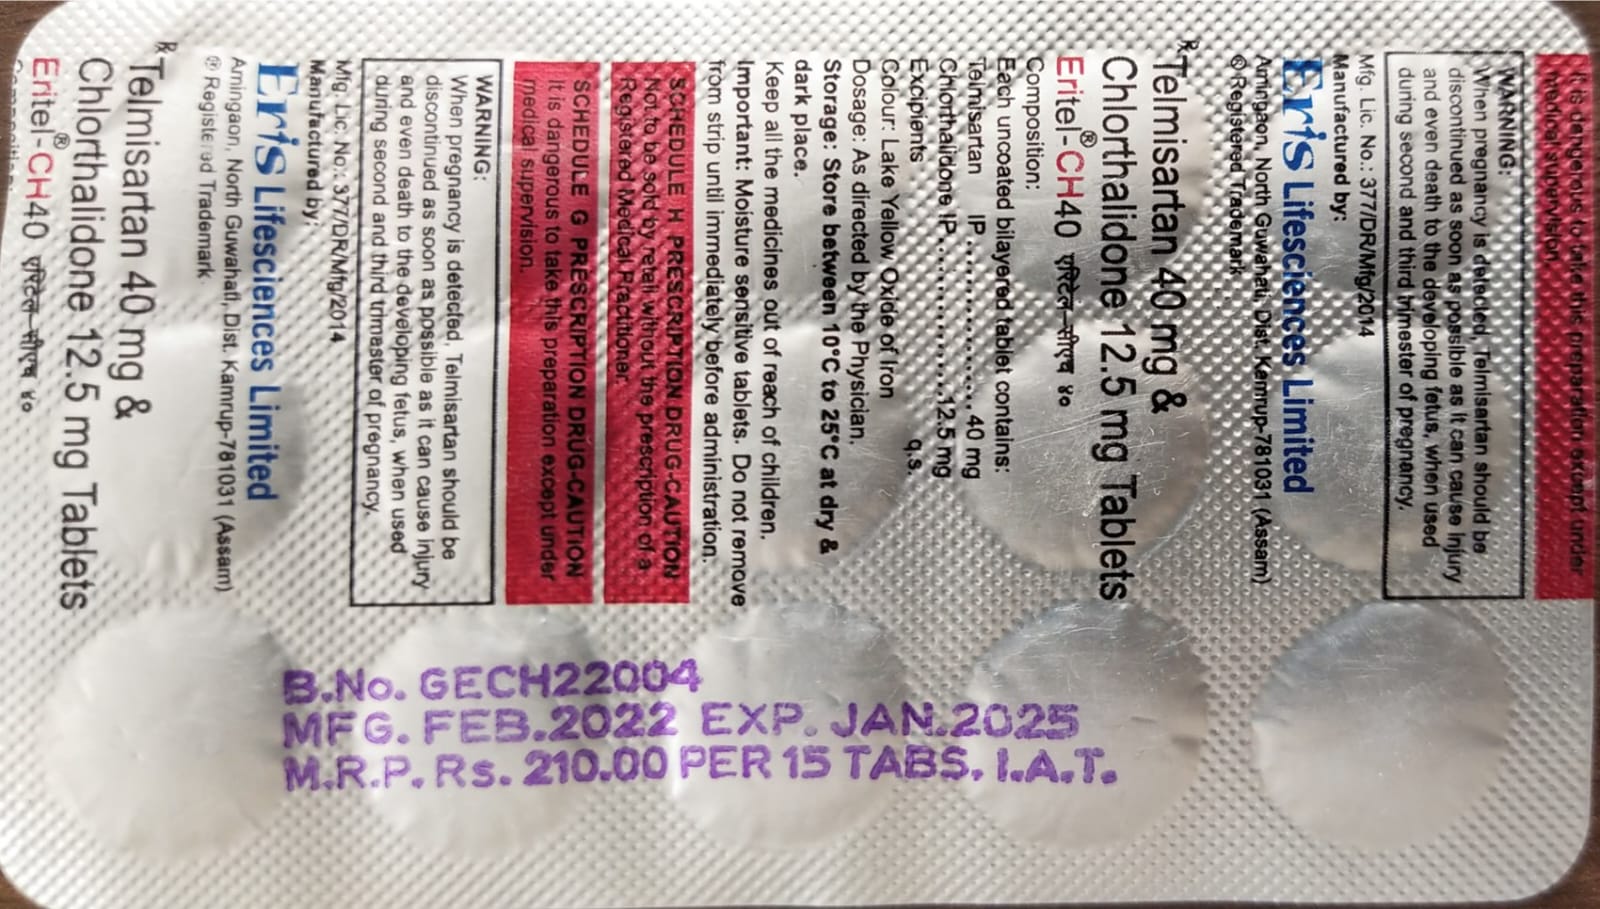 It is dangerous to take this preparation except under
medical supervision.
WARNING:
When pregnancy is detected, Telmisartan should be
discontinued as soon as possible as it can cause injury
and even death to the developing fetus, when used
during second and third trimester of pregnancy.
Mfg. Lic. No.: 377/DR/Mfg/2014
Manufactured by:
Eris Lifesciences Limited
Amingaon, North Guwahati, Dist. Kamrup-781031 (Assam)
® Registered Trademark
℞ Telmisartan 40 mg &
Chlorthalidone 12.5 mg Tablets
Eritel-CH® 40 एरिटेल-सीएच ४०
Composition:
Each uncoated bilayered tablet contains:
Telmisartan IP................ 40 mg
Chlorthalidone IP................12.5 mg
Excipients q.s.
Colour: Lake Yellow Oxide of Iron
Dosage: As directed by the Physician.
Storage: Store between 10°C to 25°C at dry &
dark place.
Keep all the medicines out of reach of children.
Important: Moisture sensitive tablets. Do not remove
from strip until immediately before administration.
SCHEDULE H PRESCRIPTION DRUG-CAUTION
Not to be sold by retail without the prescription of a
Registered Medical Practitioner.
SCHEDULE G PRESCRIPTION DRUG-CAUTION
It is dangerous to take this preparation except under
medical supervision.
WARNING:
When pregnancy is detected, Telmisartan should be
discontinued as soon as possible as it can cause injury
and even death to the developing fetus, when used
during second and third trimaster of pregnancy.
Mfg. Lic. No.: 377/DR/Mfg/2014
Manufactured by:
Eris Lifesciences Limited
Amingaon, North Guwahati, Dist. Kamrup-781031 (Assam)
® Registered Trademark
℞ Telmisartan 40 mg &
Chlorthalidone 12.5 mg Tablets
Eritel-CH® 40 एरिटेल-सीएच ४०
B.No. GECH22004
MFG. FEB.2022 EXP. JAN.2025
M.R.P. Rs. 210.00 PER 15 TABS. I.A.T.